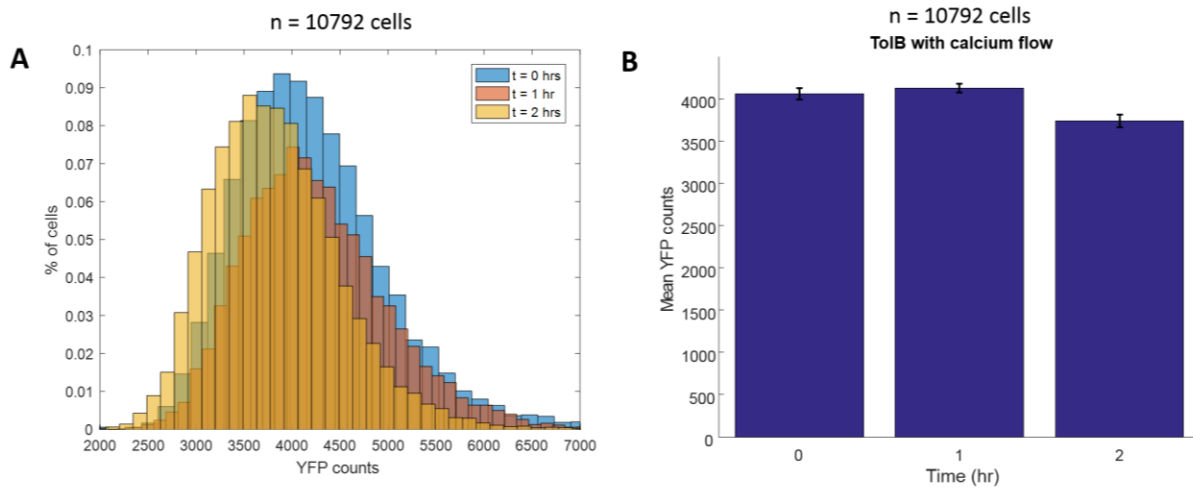 n = 10792 cells
A
0.1
0.09
0.08
0.07
0.06
0.05
0.04
0.03
0.02
0.01
0
% of cells
t = 0 hrs
t = 1 hr
t = 2 hrs
2000 2500 3000 3500 4000 4500 5000 5500 6000 6500 7000
YFP counts
n = 10792 cells
TolB with calcium flow
B
4000
3500
3000
2500
2000
1500
1000
500
0
Mean YFP counts
0 1 2
Time (hr)